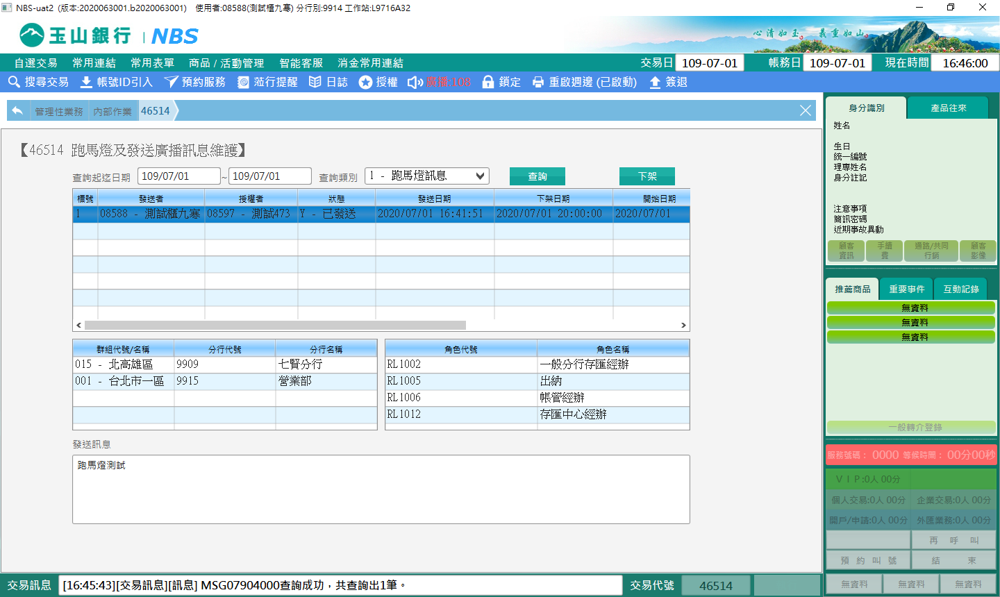 NBS-uat2 (版本:2020063001.b2020063001) 使用者:08588(測試櫃九寒) 分行別:9914 工作站:L9716A32
玉山銀行 NBS
心清如玉。義重如山。
自選交易 常用連結 常用表單 商品 / 活動管理 智能客服 消金常用連結 交易日 109-07-01 帳務日 109-07-01 現在時間 16:46:00
搜尋交易 帳號ID引入 預約服務 蒞行提醒 日誌 授權 廣播:108 鎖定 重啟週邊 (已啟動) 簽退
管理性業務 內部作業 46514
【46514 跑馬燈及發送廣播訊息維護】
查詢起迄日期 109/07/01 ~ 109/07/01 查詢類別 1 - 跑馬燈訊息 查詢 下架
標號 發送者 授權者 狀態 發送日期 下架日期 開始日期
1 08588 - 測試櫃九寒 08597 - 測試473 Y - 已發送 2020/07/01 16:41:51 2020/07/01 20:00:00 2020/07/01
群組代號/名稱 分行代號 分行名稱
015 - 北高雄區 9909 七賢分行
001 - 台北市一區 9915 營業部
角色代號 角色名稱
RL1002 一般分行存匯經辦
RL1005 出納
RL1006 帳管經辦
RL1012 存匯中心經辦
發送訊息
跑馬燈測試
交易訊息 [16:45:43][交易訊息][訊息] MSG07904000查詢成功，共查詢出1筆。 交易代號 46514
身分識別 產品往來
姓名
生日
統一編號
理專姓名
身分註記
注意事項
簡訊密碼
近期事故異動
顧客資訊 手續費 通路/共同行銷 顧客影像
推薦商品 重要事件 互動記錄
無資料
無資料
無資料
一般轉介登錄
服務號碼： 0000 等候時間： 00分00秒
ＶＩＰ:0人 00分
個人交易:0人 00分 企業交易:0人 00分
開戶/申請:0人 00分 外匯業務:0人 00分
再 呼 叫
預 約 叫 號 結 束
無資料 無資料 無資料